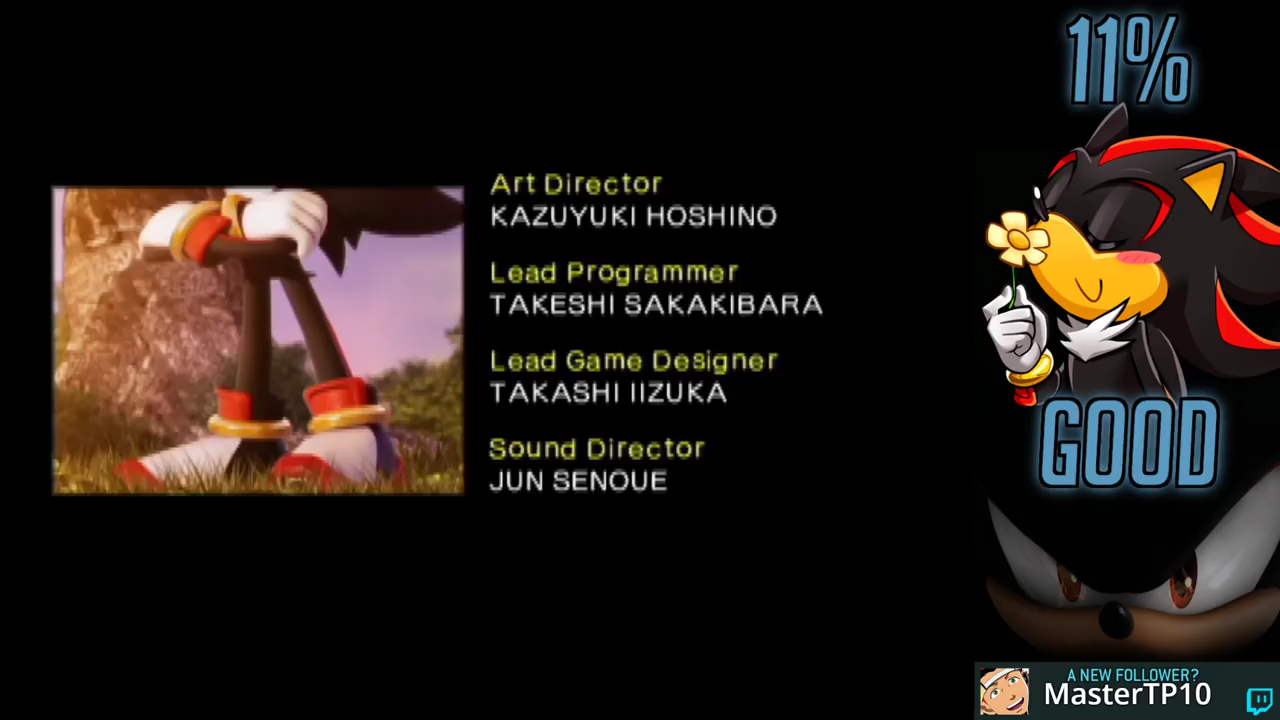 Art Director
KAZUYUKI HOSHINO
Lead Programmer
TAKESHI SAKAKIBARA
Lead Game Designer
TAKASHI IIZUKA
Sound Director
JUN SENOUE
11%
GOOD
A NEW FOLLOWER?
MasterTP10